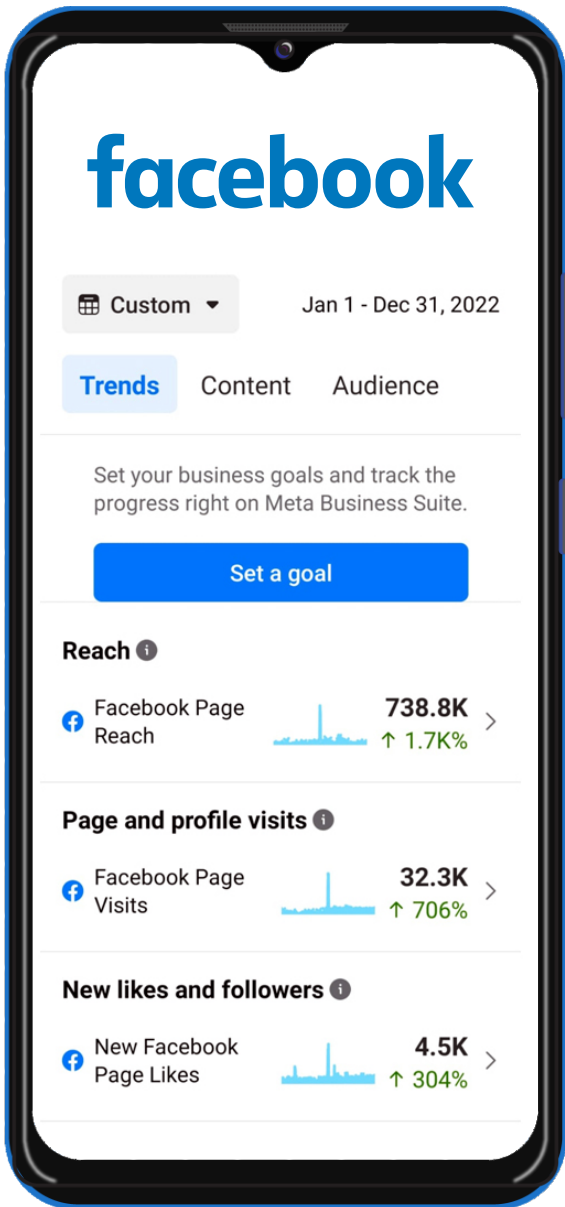 facebook
Custom
Jan 1 - Dec 31, 2022
Trends Content Audience
Set your business goals and track the
progress right on Meta Business Suite.
Set a goal
Reach
Facebook Page
Reach
738.8K
↑ 1.7K%
Page and profile visits
Facebook Page
Visits
32.3K
↑ 706%
New likes and followers
New Facebook
Page Likes
4.5K
↑ 304%